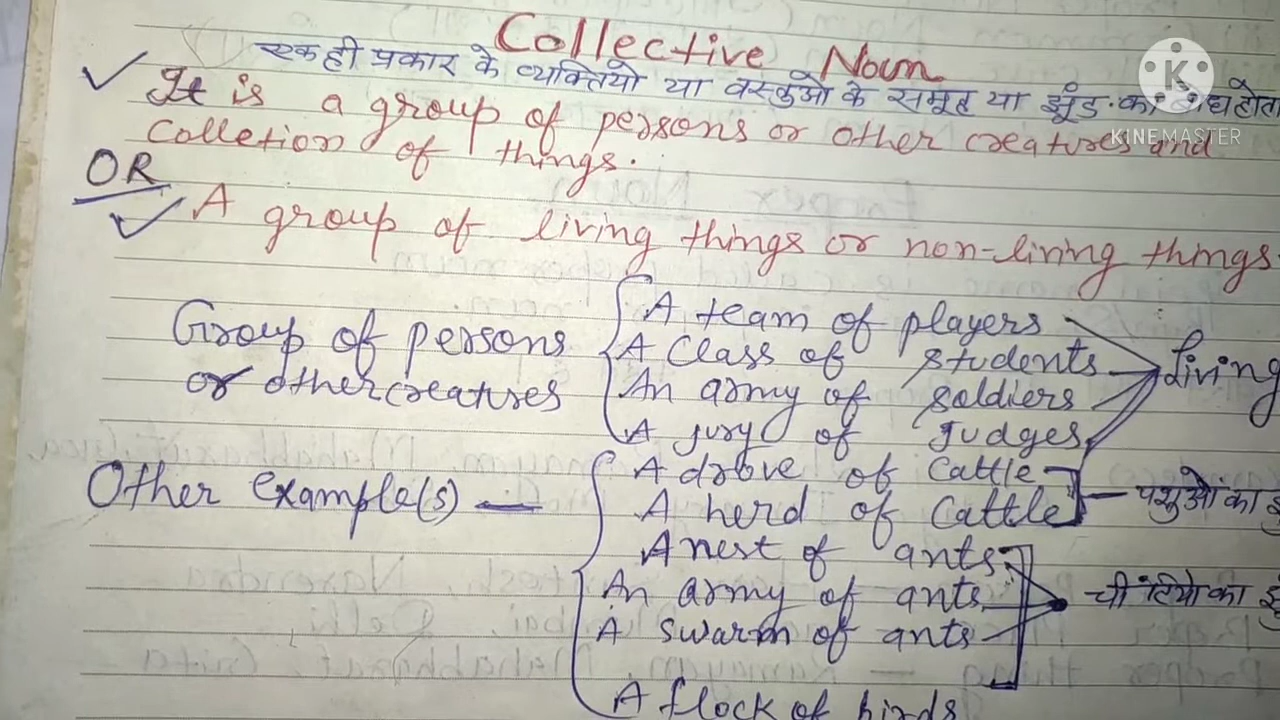 Collective Noun
एक ही प्रकार के व्यक्तियो या वस्तुओ के समूह या झुंड का
It is a group of persons or other creatures and
Colletion of things.
OR
A group of living things or non-living things.
Group of persons
or other creatures
A team of players
A Class of students
An army of soldiers
A jury of judges
Living
Other example(s) —
A drove of cattle
A herd of cattle
पशुओं का
A nest of ants
An army of ants
चीटियो का
A swarm of ants
A flock of birds
K
KINEMASTER